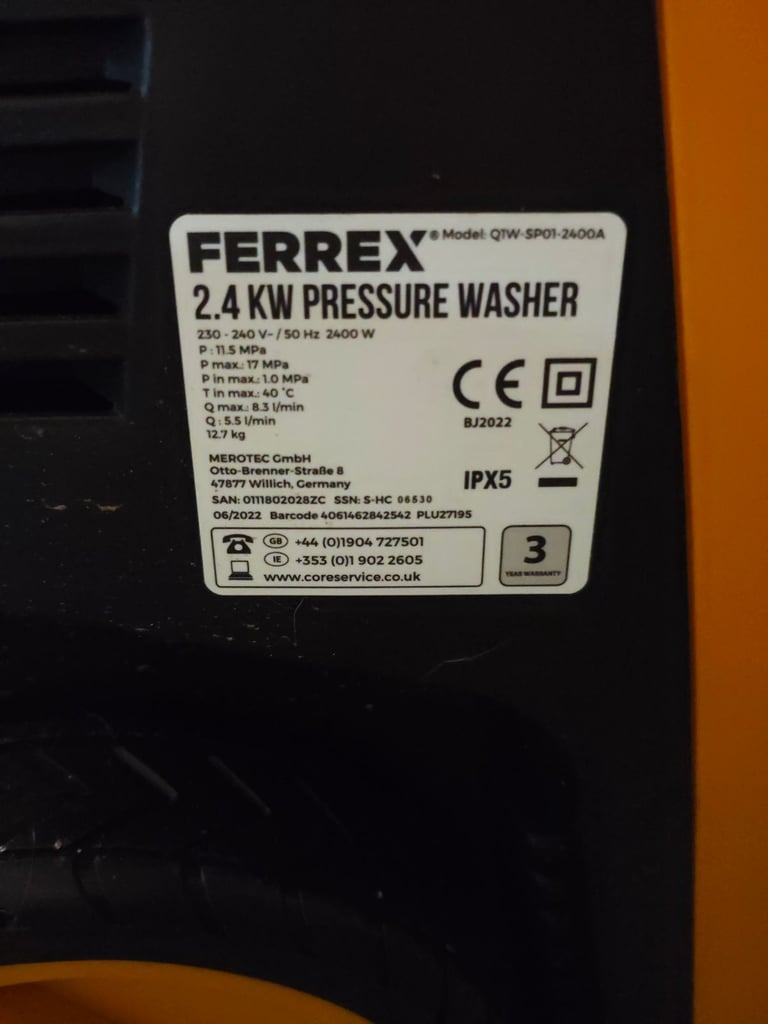 FERREX® Model: Q1W-SP01-2400A
2.4 KW PRESSURE WASHER
230 - 240 V~ / 50 Hz 2400 W
P : 11.5 MPa
P max.: 17 MPa
P in max.: 1.0 MPa
T in max.: 40 °C
Q max.: 8.3 l/min
Q : 5.5 l/min
12.7 kg
CE
BJ2022
IPX5
MEROTEC GmbH
Otto-Brenner-Straße 8
47877 Willich, Germany
SAN: 0111802028ZC SSN: S-HC 06530
06/2022 Barcode 4061462842542 PLU27195
GB +44 (0)1904 727501
IE +353 (0)1 902 2605
www.coreservice.co.uk
3
YEAR WARRANTY